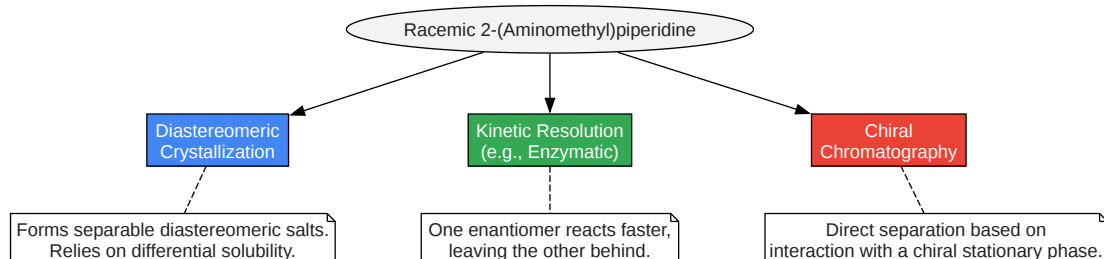 Racemic 2-(Aminomethyl)piperidine
Diastereomeric
Crystallization
Kinetic Resolution
(e.g., Enzymatic)
Chiral
Chromatography
Forms separable diastereomeric salts.
Relies on differential solubility.
One enantiomer reacts faster,
leaving the other behind.
Direct separation based on
interaction with a chiral stationary phase.